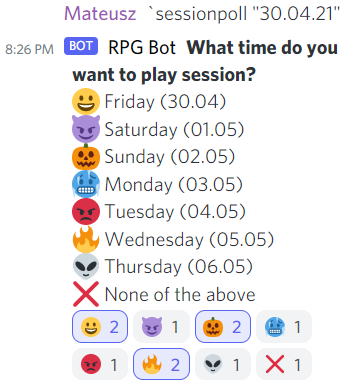 Mateusz `sessionpoll "30.04.21"
8:26 PM BOT RPG Bot What time do you
want to play session?
😀 Friday (30.04)
😈 Saturday (01.05)
🎃 Sunday (02.05)
🥶 Monday (03.05)
😡 Tuesday (04.05)
🔥 Wednesday (05.05)
👽 Thursday (06.05)
❌ None of the above
😀 2 😈 1 🎃 2 🥶 1
😡 1 🔥 2 👽 1 ❌ 1